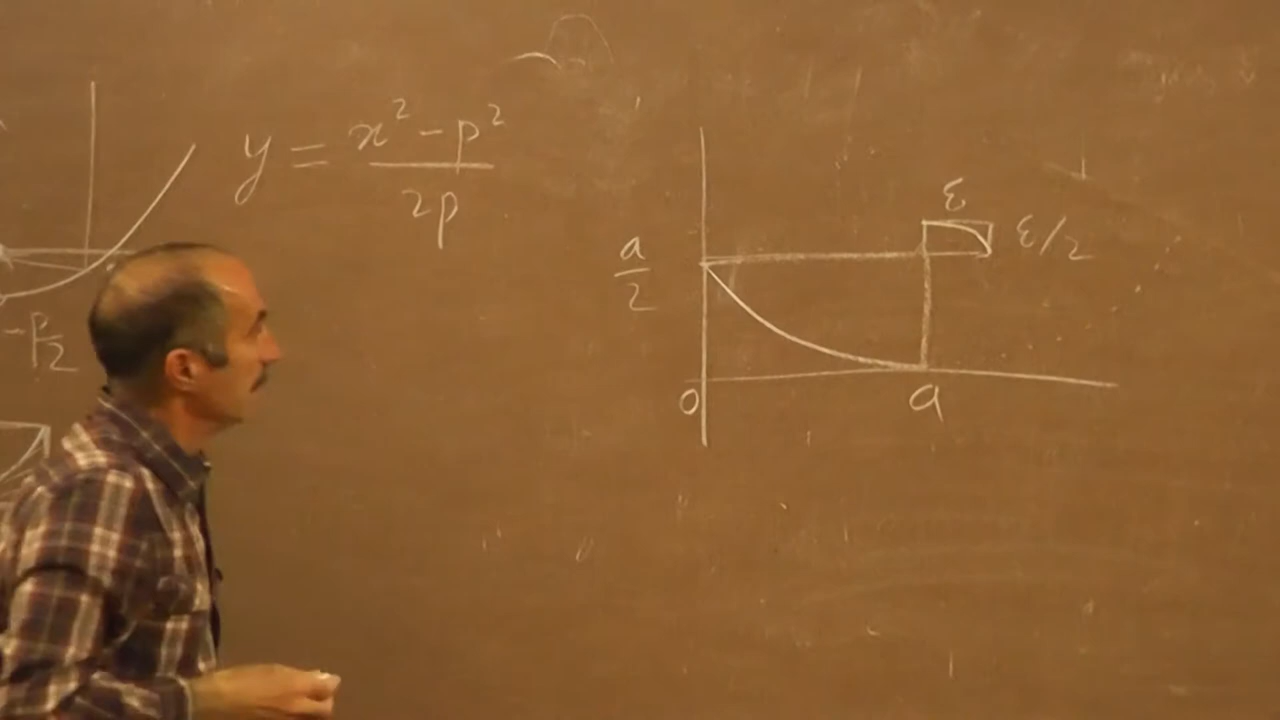 y = (x² - p²) / 2p
-p/2
a/2
ε
ε/2
0
a